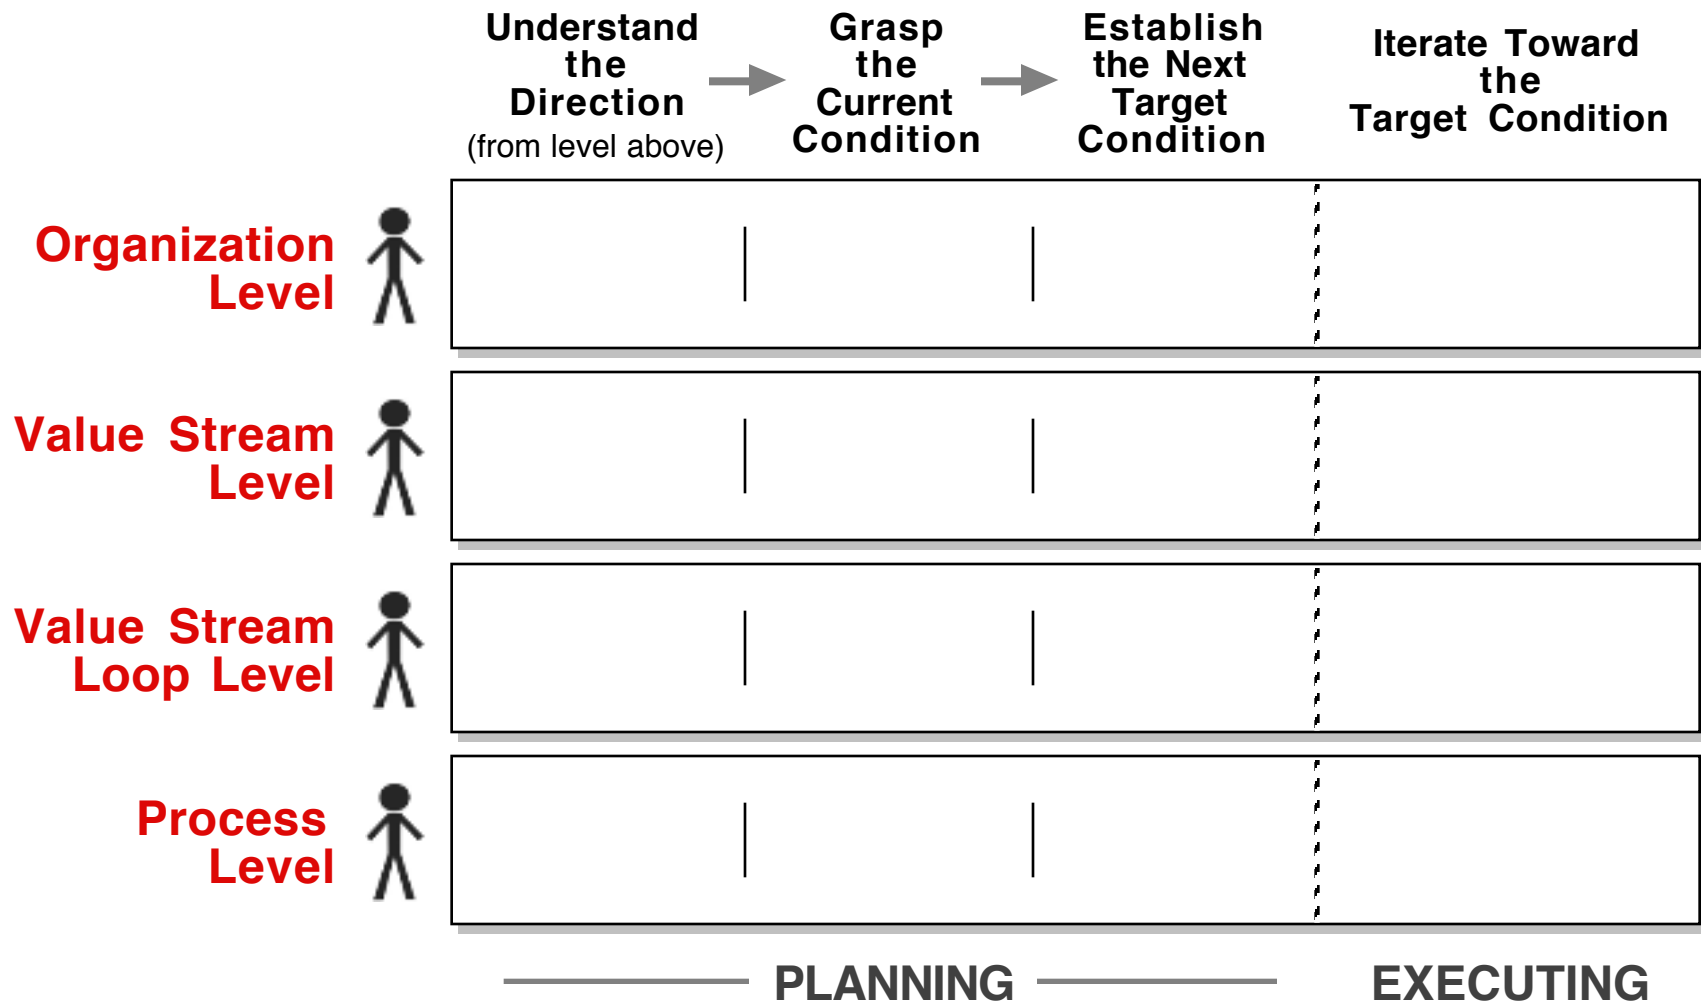 Understand
the
Direction
(from level above)
Grasp
the
Current
Condition
Establish
the Next
Target
Condition
Iterate Toward
the
Target Condition
Organization
Level
Value Stream
Level
Value Stream
Loop Level
Process
Level
PLANNING
EXECUTING